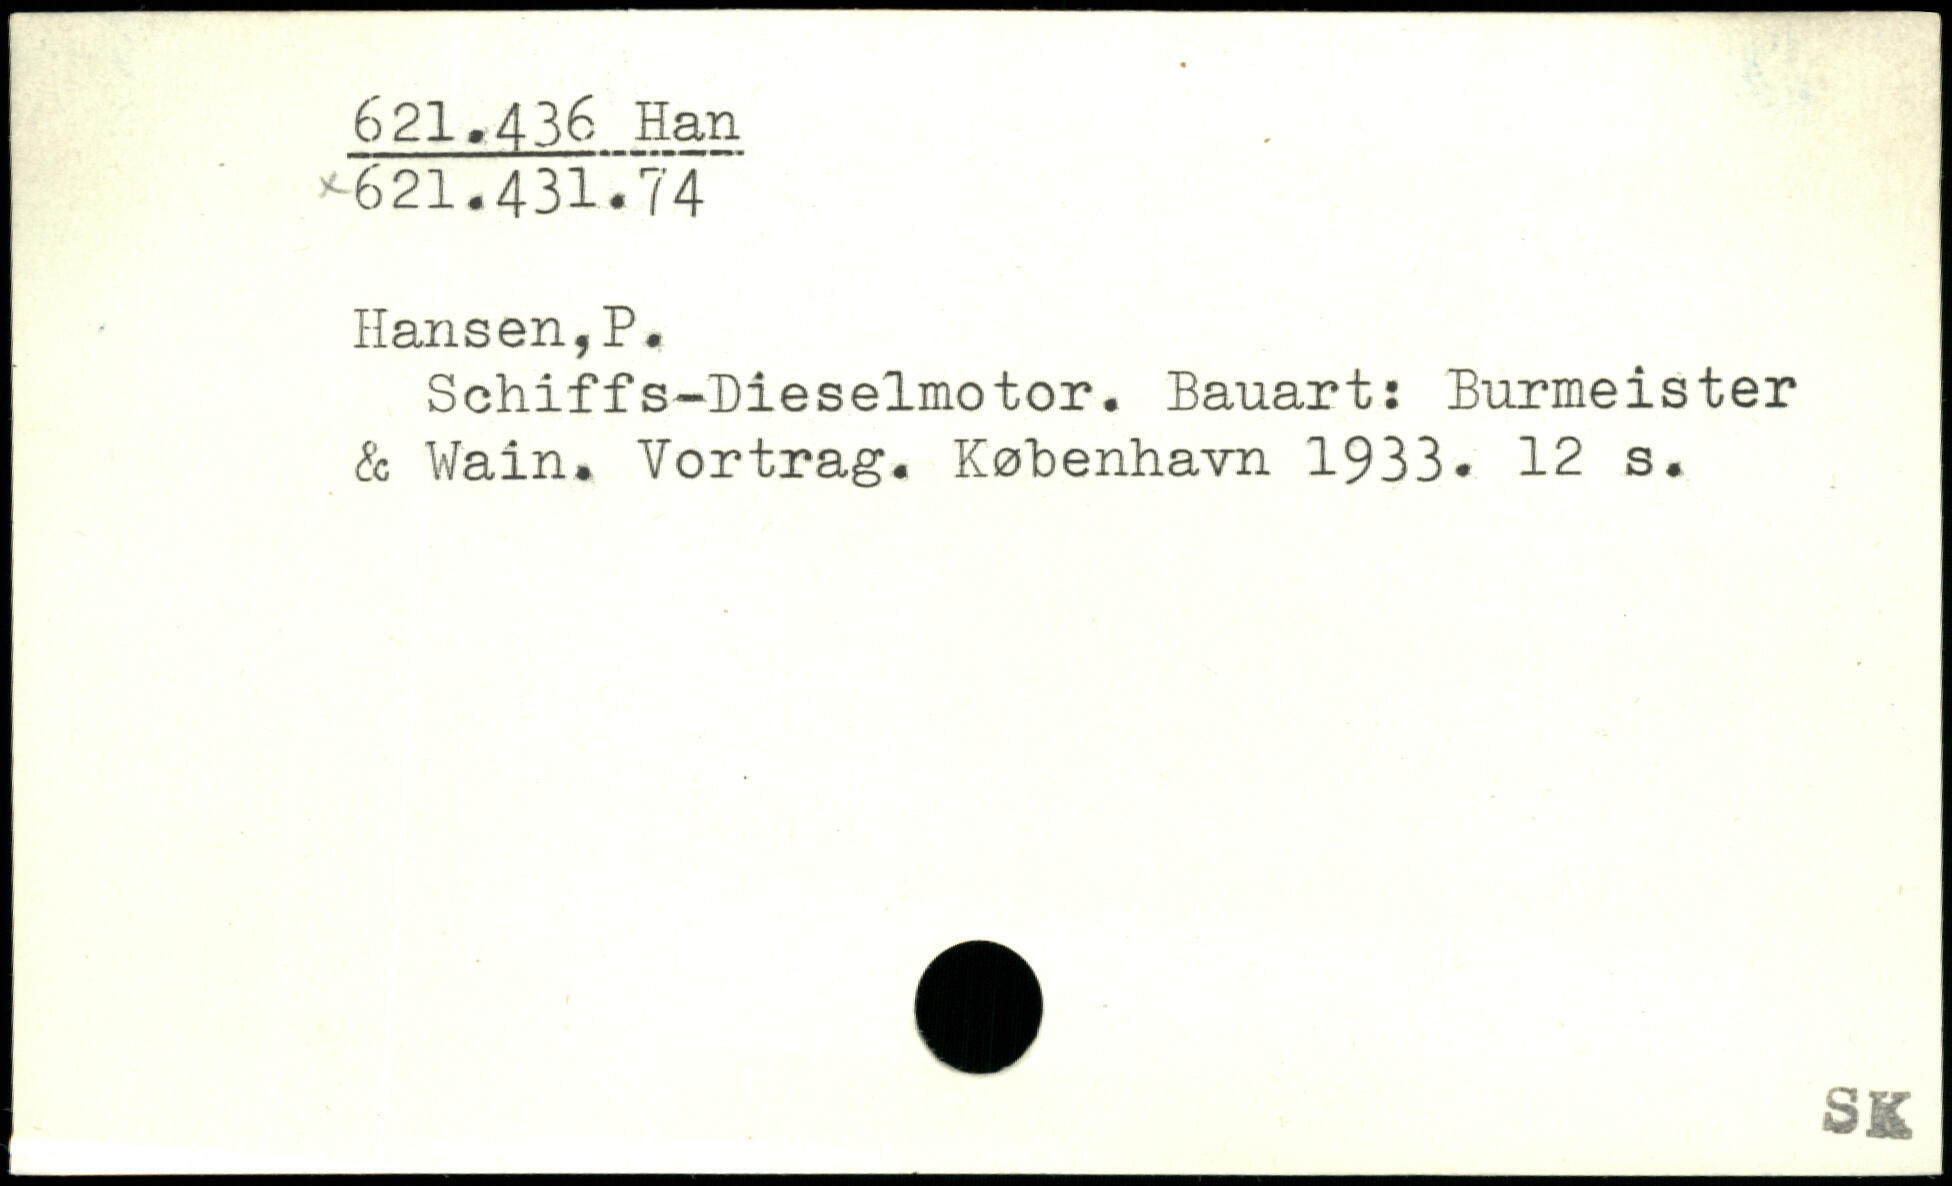 621.436 Han
×621.431.74
Hansen,P.
Schiffs-Dieselmotor. Bauart: Burmeister
& Wain. Vortrag. København 1933. 12 s.
SK